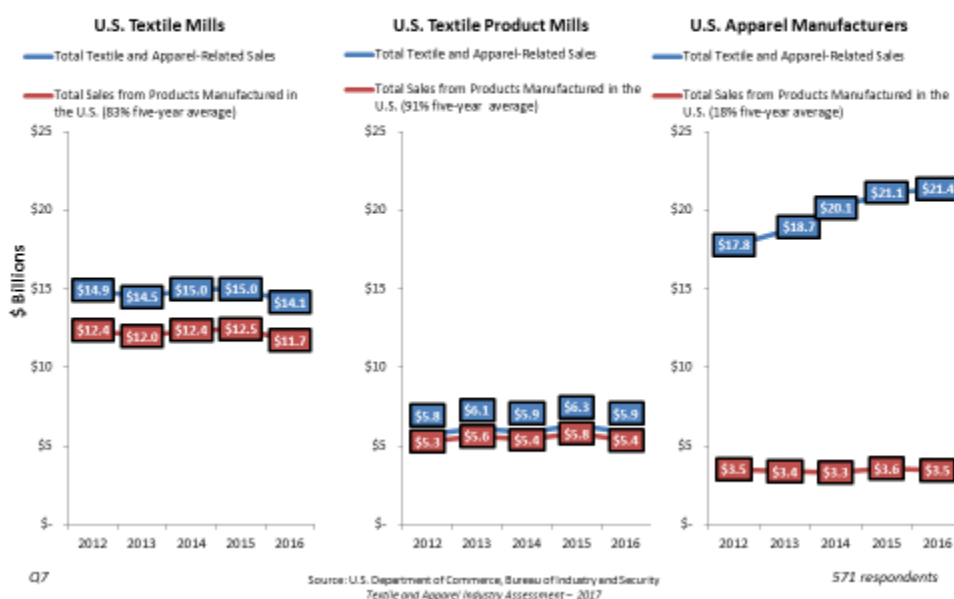 U.S. Textile Mills
Total Textile and Apparel-Related Sales
Total Sales from Products Manufactured in
the U.S. (83% five-year average)
$ Billions
$25
$20
$15
$10
$5
$-
$14.9
$14.5
$15.0
$15.0
$14.1
$12.4
$12.0
$12.4
$12.5
$11.7
2012 2013 2014 2015 2016
U.S. Textile Product Mills
Total Textile and Apparel-Related Sales
Total Sales from Products Manufactured in the
U.S. (91% five-year average)
$25
$20
$15
$10
$5
$-
$5.8
$6.1
$5.9
$6.3
$5.9
$5.3
$5.6
$5.4
$5.8
$5.4
2012 2013 2014 2015 2016
U.S. Apparel Manufacturers
Total Textile and Apparel-Related Sales
Total Sales from Products Manufactured in the
U.S. (18% five-year average)
$25
$20
$15
$10
$5
$-
$17.8
$18.7
$20.1
$21.1
$21.4
$3.5
$3.4
$3.3
$3.6
$3.5
2012 2013 2014 2015 2016
Q7
Source: U.S. Department of Commerce, Bureau of Industry and Security
Textile and Apparel Industry Assessment – 2017
571 respondents